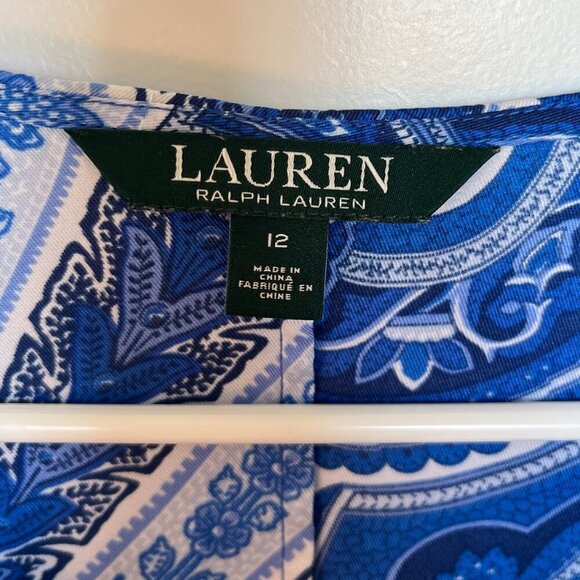 LAUREN
RALPH LAUREN
12
MADE IN
CHINA
FABRIQUÉ EN
CHINE